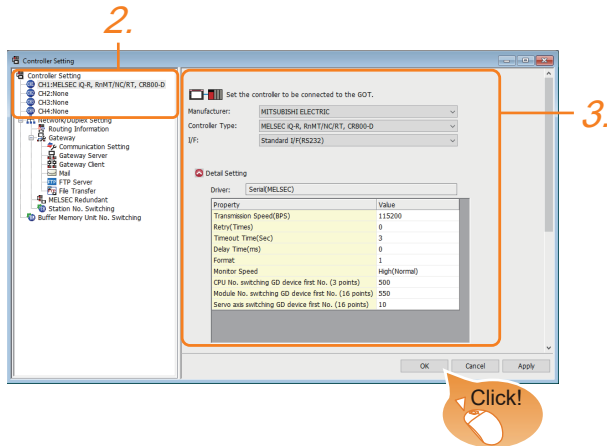 2.
Controller Setting
Controller Setting
CH1:MELSEC iQ-R, RnMT/NC/RT, CR800-D
CH2:None
CH3:None
CH4:None
Network/Duplex Setting
Routing Information
Gateway
Communication Setting
Gateway Server
Gateway Client
Mail
FTP Server
File Transfer
MELSEC Redundant
Station No. Switching
Buffer Memory Unit No. Switching
Set the controller to be connected to the GOT.
Manufacturer: MITSUBISHI ELECTRIC
Controller Type: MELSEC iQ-R, RnMT/NC/RT, CR800-D
I/F: Standard I/F(RS232)
3.
Detail Setting
Driver: Serial(MELSEC)
Property Value
Transmission Speed(BPS) 115200
Retry(Times) 0
Timeout Time(Sec) 3
Delay Time(ms) 0
Format 1
Monitor Speed High(Normal)
CPU No. switching GD device first No. (3 points) 500
Module No. switching GD device first No. (16 points) 550
Servo axis switching GD device first No. (16 points) 10
OK Cancel Apply
Click!